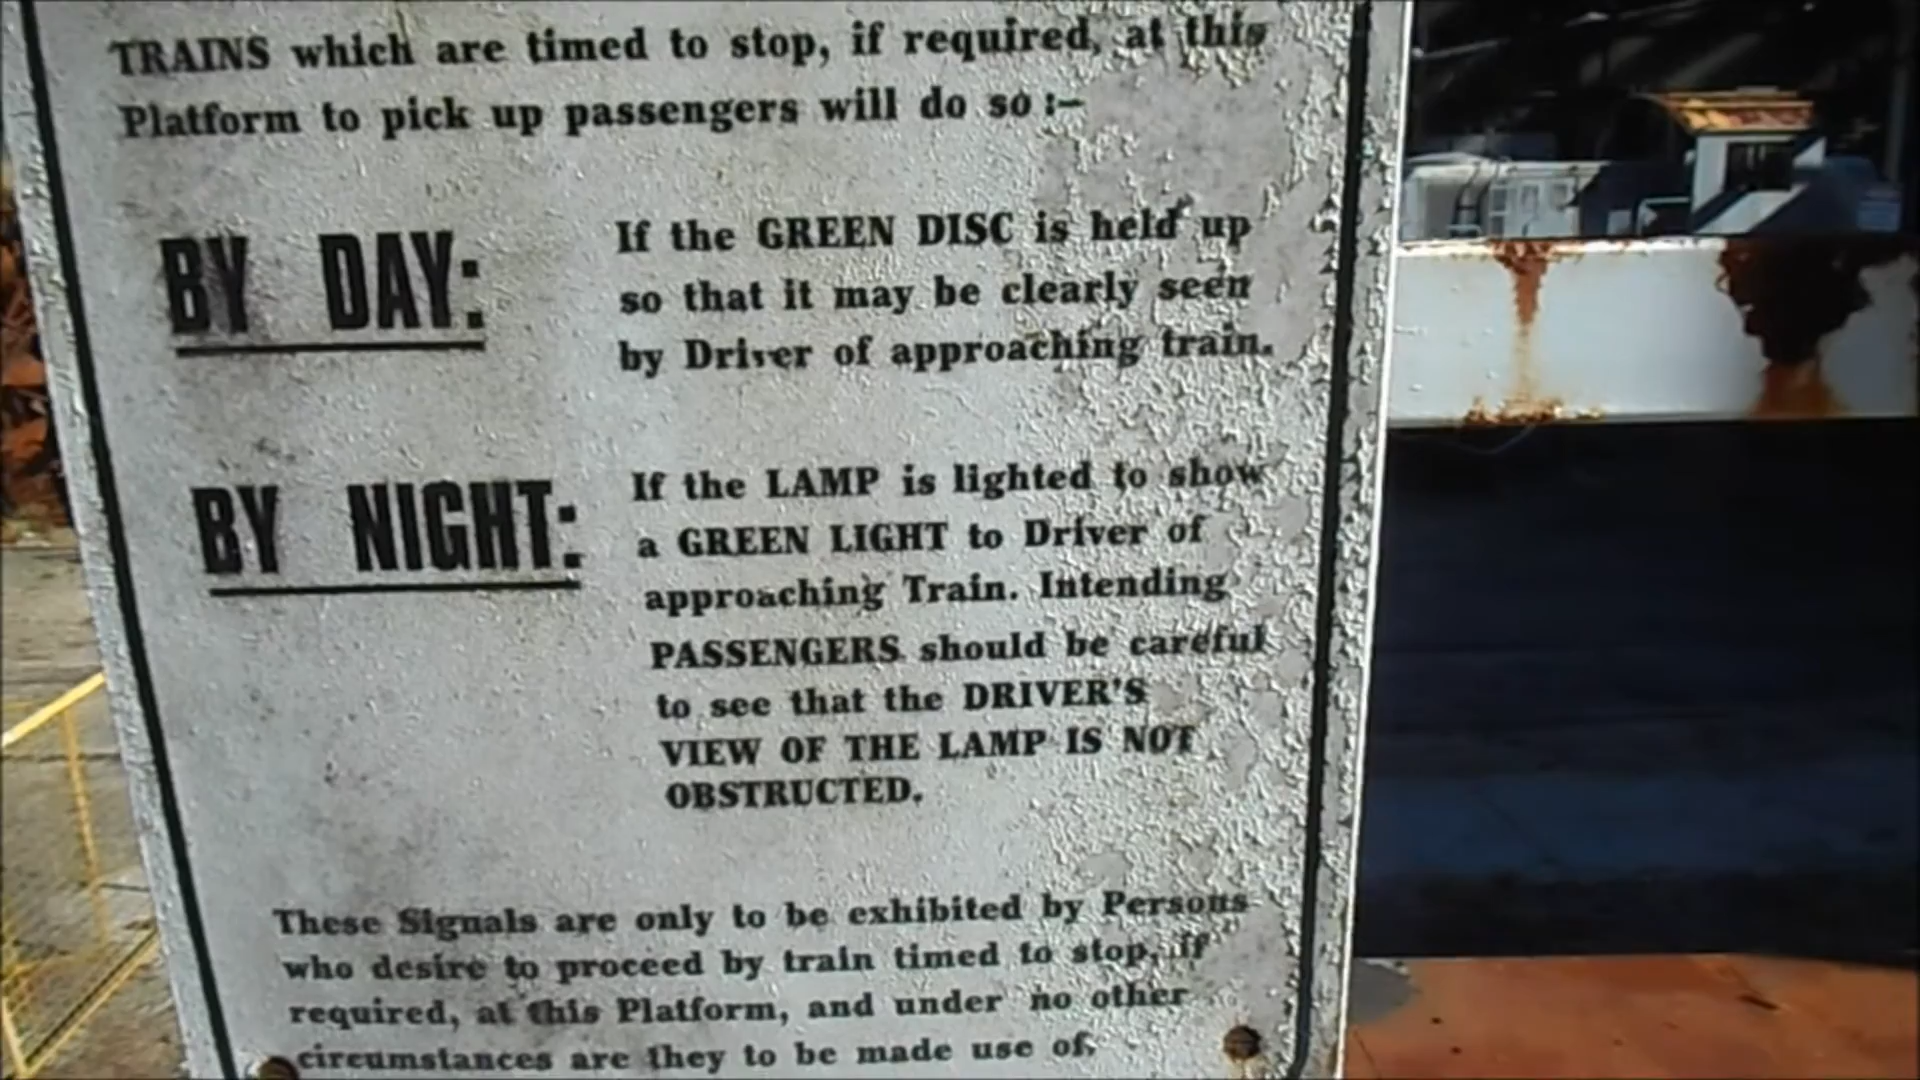 TRAINS which are timed to stop, if required, at this
Platform to pick up passengers will do so :—
BY DAY:
If the GREEN DISC is held up
so that it may be clearly seen
by Driver of approaching train.
BY NIGHT:
If the LAMP is lighted to show
a GREEN LIGHT to Driver of
approaching Train. Intending
PASSENGERS should be careful
to see that the DRIVER'S
VIEW OF THE LAMP IS NOT
OBSTRUCTED.
These Signals are only to be exhibited by Persons
who desire to proceed by train timed to stop, if
required, at this Platform, and under no other
circumstances are they to be made use of.